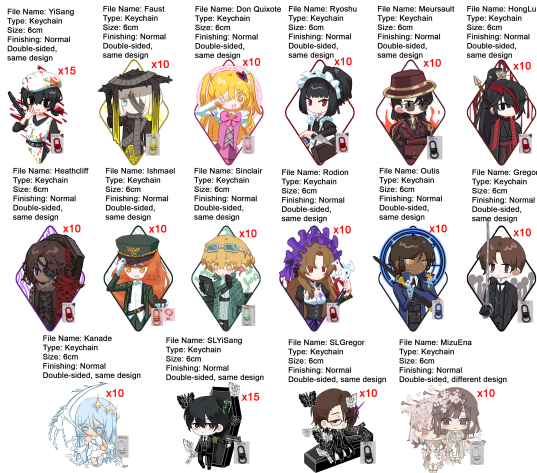 File Name: YiSang
Type: Keychain
Size: 6cm
Finishing: Normal
Double-sided,
same design
x15
File Name: Faust
Type: Keychain
Size: 6cm
Finishing: Normal
Double-sided,
same design
x10
File Name: Don Quixote
Type: Keychain
Size: 6cm
Finishing: Normal
Double-sided,
same design
x10
File Name: Ryoshu
Type: Keychain
Size: 6cm
Finishing: Normal
Double-sided,
same design
x10
File Name: Meursault
Type: Keychain
Size: 6cm
Finishing: Normal
Double-sided,
same design
x10
File Name: HongLu
Type: Keychain
Size: 6cm
Finishing: Normal
Double-sided,
same design
x10
File Name: Heathcliff
Type: Keychain
Size: 6cm
Finishing: Normal
Double-sided,
same design
x10
File Name: Ishmael
Type: Keychain
Size: 6cm
Finishing: Normal
Double-sided,
same design
x10
File Name: Sinclair
Type: Keychain
Size: 6cm
Finishing: Normal
Double-sided,
same design
x10
File Name: Rodion
Type: Keychain
Size: 6cm
Finishing: Normal
Double-sided,
same design
x10
File Name: Outis
Type: Keychain
Size: 6cm
Finishing: Normal
Double-sided,
same design
x10
File Name: Gregor
Type: Keychain
Size: 6cm
Finishing: Normal
Double-sided,
same design
x10
File Name: Kanade
Type: Keychain
Size: 6cm
Finishing: Normal
Double-sided, same design
x10
File Name: SLYiSang
Type: Keychain
Size: 6cm
Finishing: Normal
Double-sided, same design
x15
File Name: SLGregor
Type: Keychain
Size: 6cm
Finishing: Normal
Double-sided, same design
x10
File Name: MizuEna
Type: Keychain
Size: 6cm
Finishing: Normal
Double-sided, different design
x10